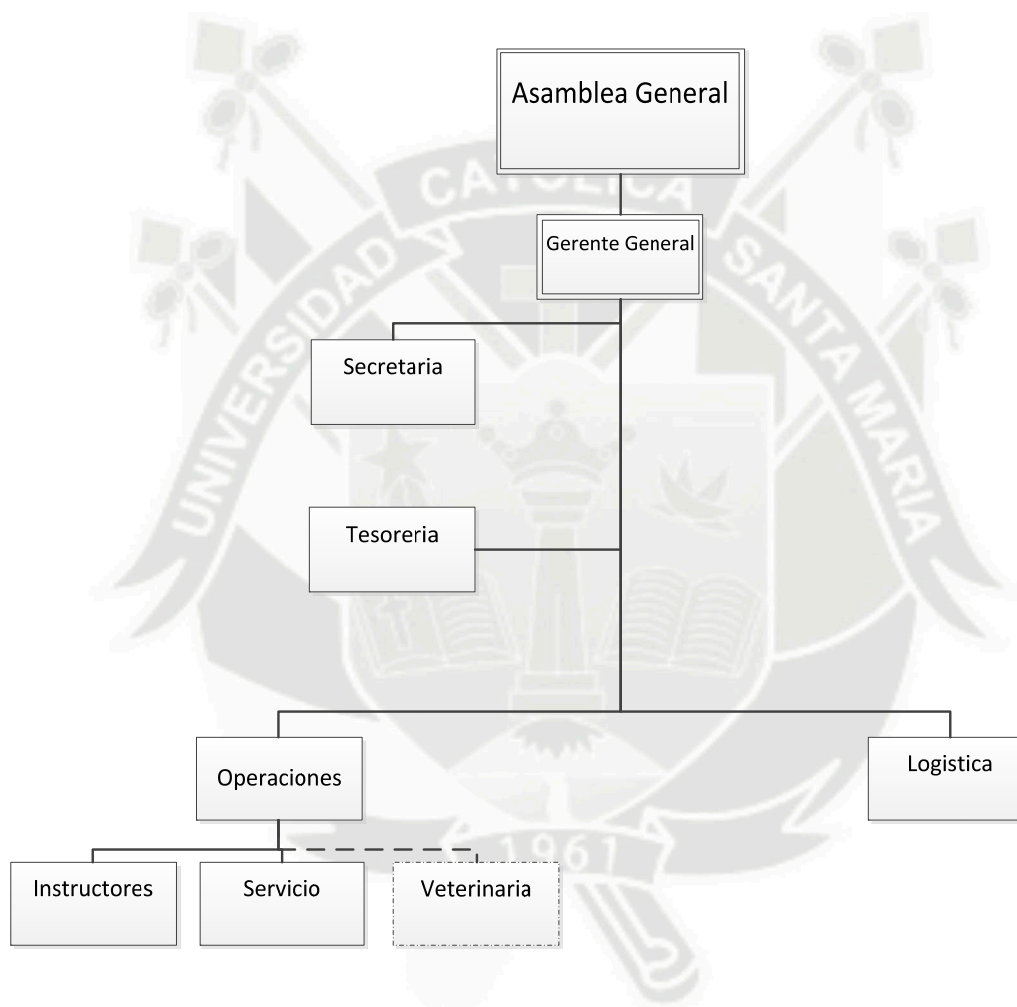 Asamblea General
CATOLICA
Gerente General
UNIVERSIDAD
SANTA MARIA
Secretaria
Tesoreria
Operaciones
Logistica
1961
Instructores
Servicio
Veterinaria